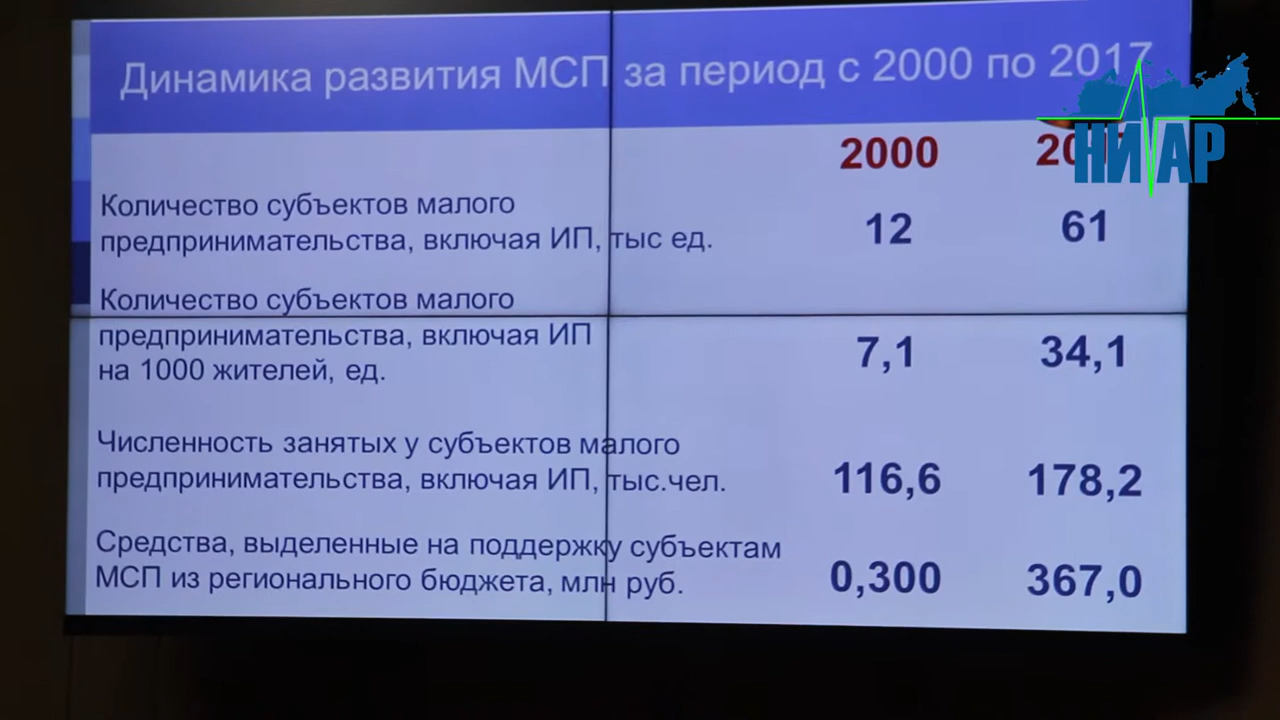 Динамика развития МСП за период с 2000 по 2017
НИАР
2000
Количество субъектов малого
предпринимательства, включая ИП, тыс ед.
12 61
Количество субъектов малого
предпринимательства, включая ИП
на 1000 жителей, ед.
7,1 34,1
Численность занятых у субъектов малого
предпринимательства, включая ИП, тыс.чел.
116,6 178,2
Средства, выделенные на поддержку субъектам
МСП из регионального бюджета, млн руб.
0,300 367,0